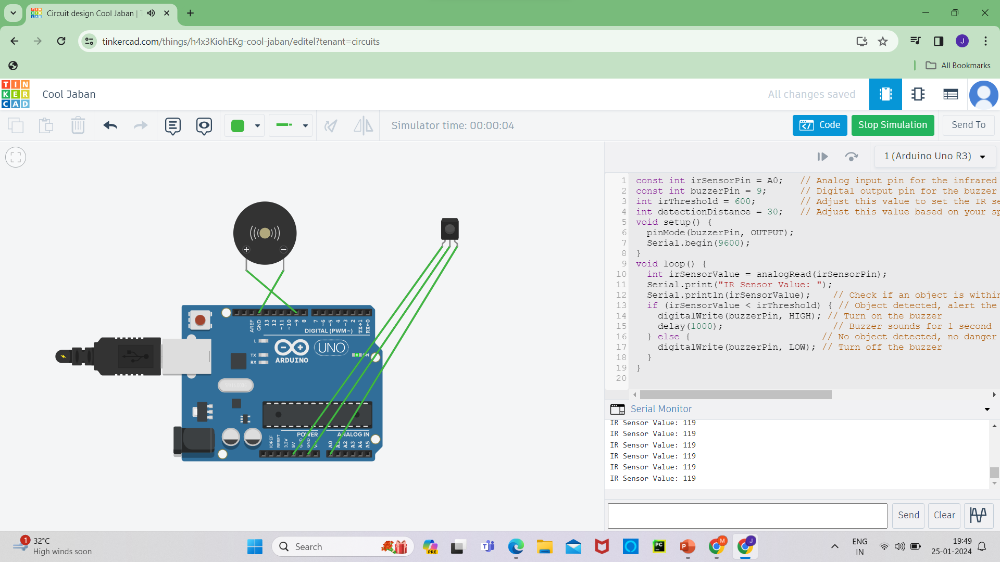 Circuit design Cool Jaban | T
tinkercad.com/things/h4x3KiohEKg-cool-jaban/editel?tenant=circuits
J
All Bookmarks
TIN
KER
CAD
Cool Jaban
All changes saved
Simulator time: 00:00:04
Code
Stop Simulation
Send To
1 (Arduino Uno R3)
1 const int irSensorPin = A0; // Analog input pin for the infrared
2 const int buzzerPin = 9; // Digital output pin for the buzzer
3 int irThreshold = 600; // Adjust this value to set the IR se
4 int detectionDistance = 30; // Adjust this value based on your sp
5 void setup() {
6 pinMode(buzzerPin, OUTPUT);
7 Serial.begin(9600);
8 }
9 void loop() {
10 int irSensorValue = analogRead(irSensorPin);
11 Serial.print("IR Sensor Value: ");
12 Serial.println(irSensorValue); // Check if an object is within
13 if (irSensorValue < irThreshold) { // Object detected, alert the
14 digitalWrite(buzzerPin, HIGH); // Turn on the buzzer
15 delay(1000); // Buzzer sounds for 1 second
16 } else { // No object detected, no danger
17 digitalWrite(buzzerPin, LOW); // Turn off the buzzer
18 }
19 }
20
AREF
GND
13
12
~11
~10
~9
8
7
~6
~5
4
~3
2
TX→1
RX←0
DIGITAL (PWM~)
L
TX
RX
UNO
ARDUINO
ON
POWER
ANALOG IN
IOREF
RESET
3.3V
5V
GND
GND
A0
A1
A2
A3
A4
A5
Serial Monitor
IR Sensor Value: 119
IR Sensor Value: 119
IR Sensor Value: 119
IR Sensor Value: 119
IR Sensor Value: 119
IR Sensor Value: 119
Send
Clear
1
32°C
High winds soon
Search
PRE
PC
P
M
J
ENG
IN
19:49
25-01-2024